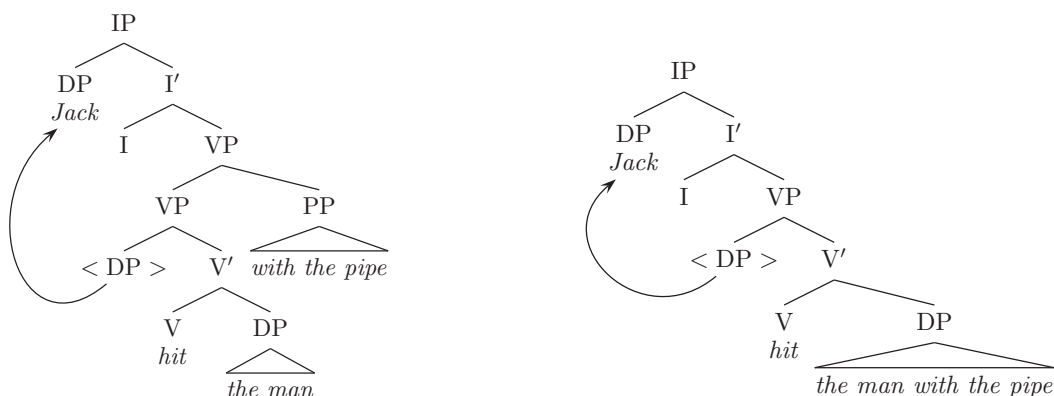 IP
DP I′
Jack
I VP
VP PP
< DP > V′ with the pipe
V DP
hit
the man
IP
DP I′
Jack
I VP
< DP > V′
V DP
hit
the man with the pipe